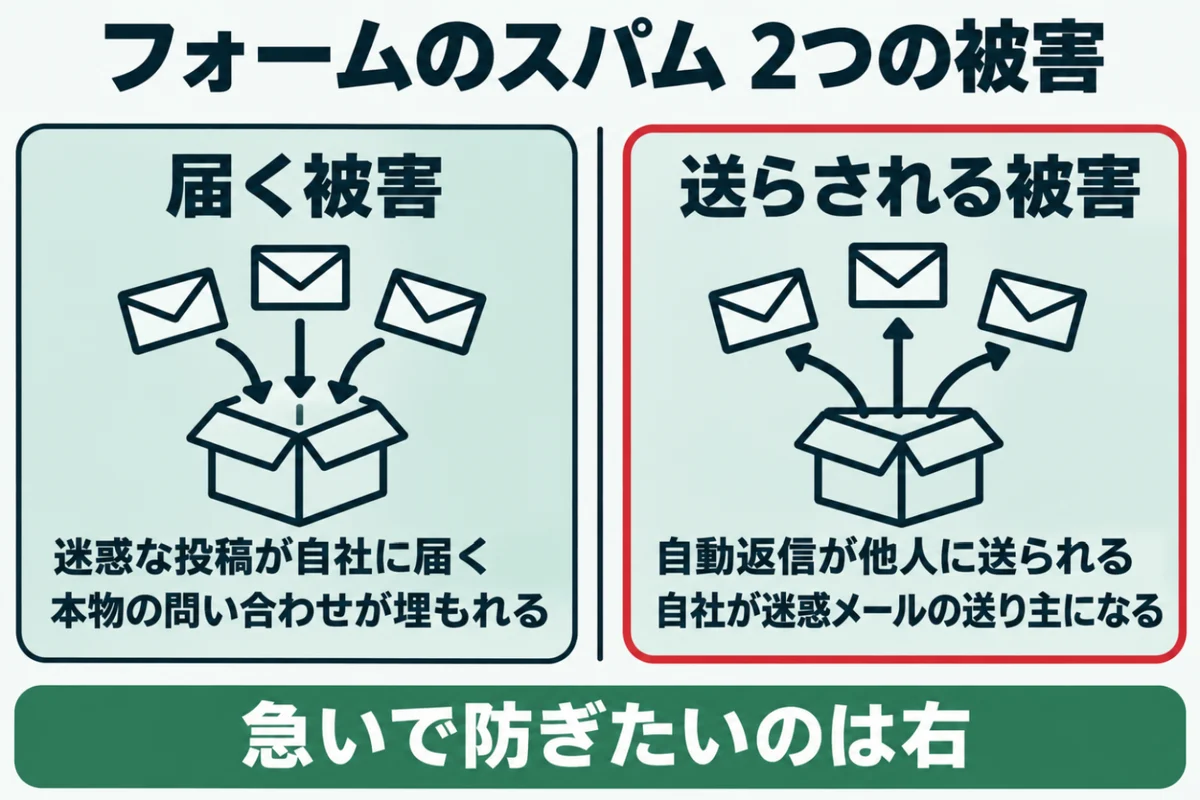 フォームのスパム 2つの被害
届く被害
迷惑な投稿が自社に届く
本物の問い合わせが埋もれる
送らされる被害
自動返信が他人に送られる
自社が迷惑メールの送り主になる
急いで防ぎたいのは右